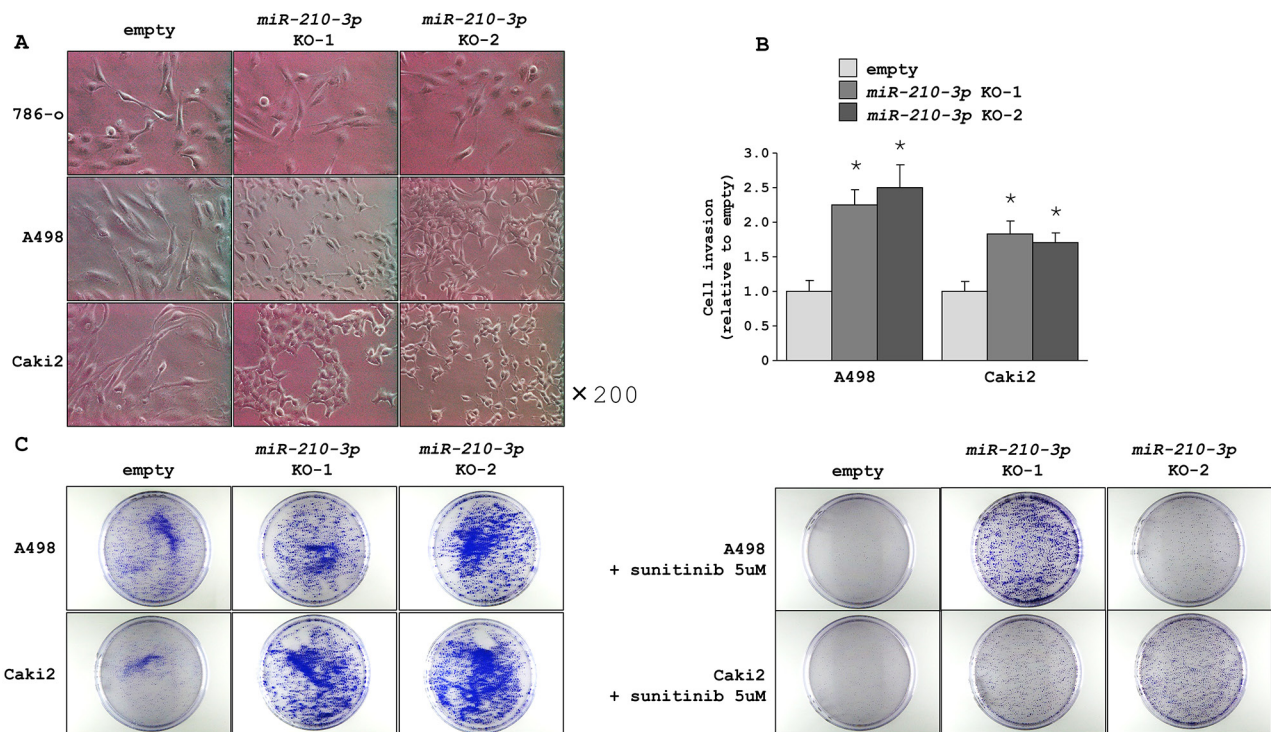 A
empty
miR-210-3p
KO-1
miR-210-3p
KO-2
786-o
A498
Caki2
×200
B
empty
miR-210-3p KO-1
miR-210-3p KO-2
Cell invasion
(relative to empty)
3.0
2.5
2.0
1.5
1.0
0.5
0
*
*
*
*
A498
Caki2
C
empty
miR-210-3p
KO-1
miR-210-3p
KO-2
A498
Caki2
empty
miR-210-3p
KO-1
miR-210-3p
KO-2
A498
+ sunitinib 5uM
Caki2
+ sunitinib 5uM